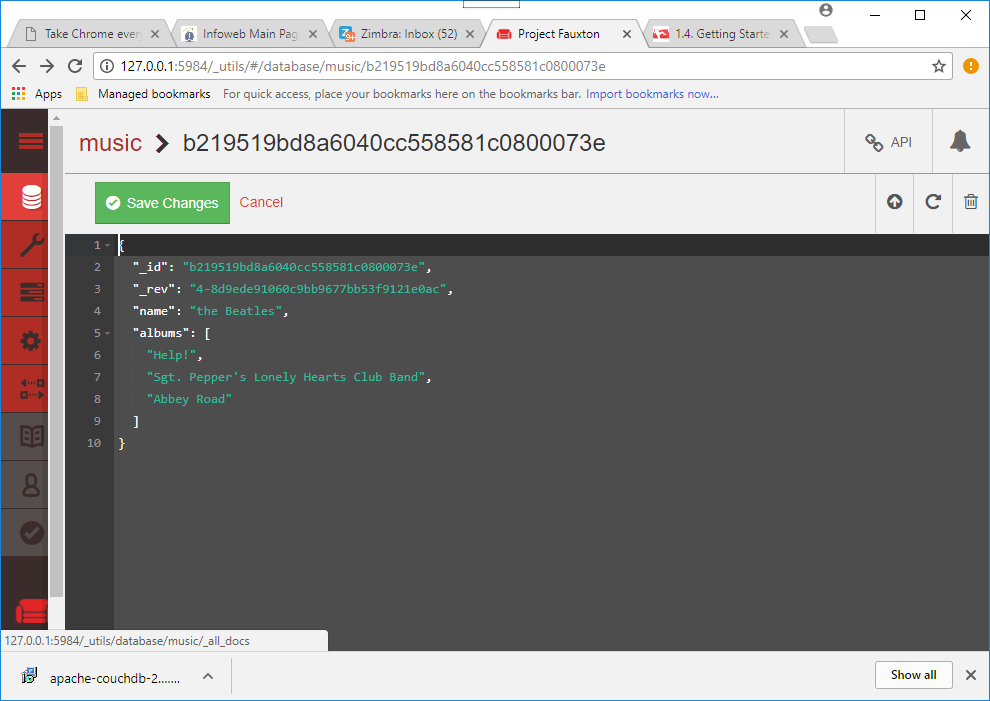 Take Chrome every
Infoweb Main Pag
Zimbra: Inbox (52)
Project Fauxton
1.4. Getting Starte
127.0.0.1:5984/_utils/#/database/music/b219519bd8a6040cc558581c0800073e
Apps
Managed bookmarks
For quick access, place your bookmarks here on the bookmarks bar. Import bookmarks now...
music
b219519bd8a6040cc558581c0800073e
API
Save Changes
Cancel
1 {
2 "_id": "b219519bd8a6040cc558581c0800073e",
3 "_rev": "4-8d9ede91060c9bb9677bb53f9121e0ac",
4 "name": "the Beatles",
5 "albums": [
6 "Help!",
7 "Sgt. Pepper's Lonely Hearts Club Band",
8 "Abbey Road"
9 ]
10 }
127.0.0.1:5984/_utils/database/music/_all_docs
apache-couchdb-2.......
Show all